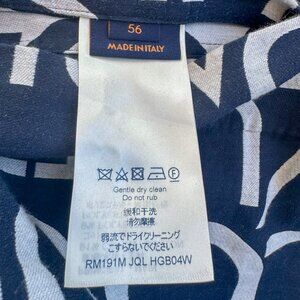 56
MADE IN ITALY
Gentle dry clean
Do not rub
缓和干洗
请勿摩擦
弱流でドライクリーニング
こすらないでください
RM191M JQL HGB04W